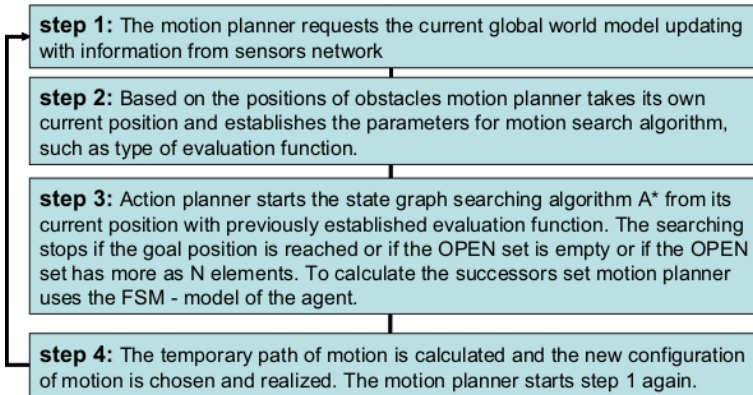 step 1: The motion planner requests the current global world model updating
with information from sensors network
step 2: Based on the positions of obstacles motion planner takes its own
current position and establishes the parameters for motion search algorithm,
such as type of evaluation function.
step 3: Action planner starts the state graph searching algorithm A* from its
current position with previously established evaluation function. The searching
stops if the goal position is reached or if the OPEN set is empty or if the OPEN
set has more as N elements. To calculate the successors set motion planner
uses the FSM - model of the agent.
step 4: The temporary path of motion is calculated and the new configuration
of motion is chosen and realized. The motion planner starts step 1 again.